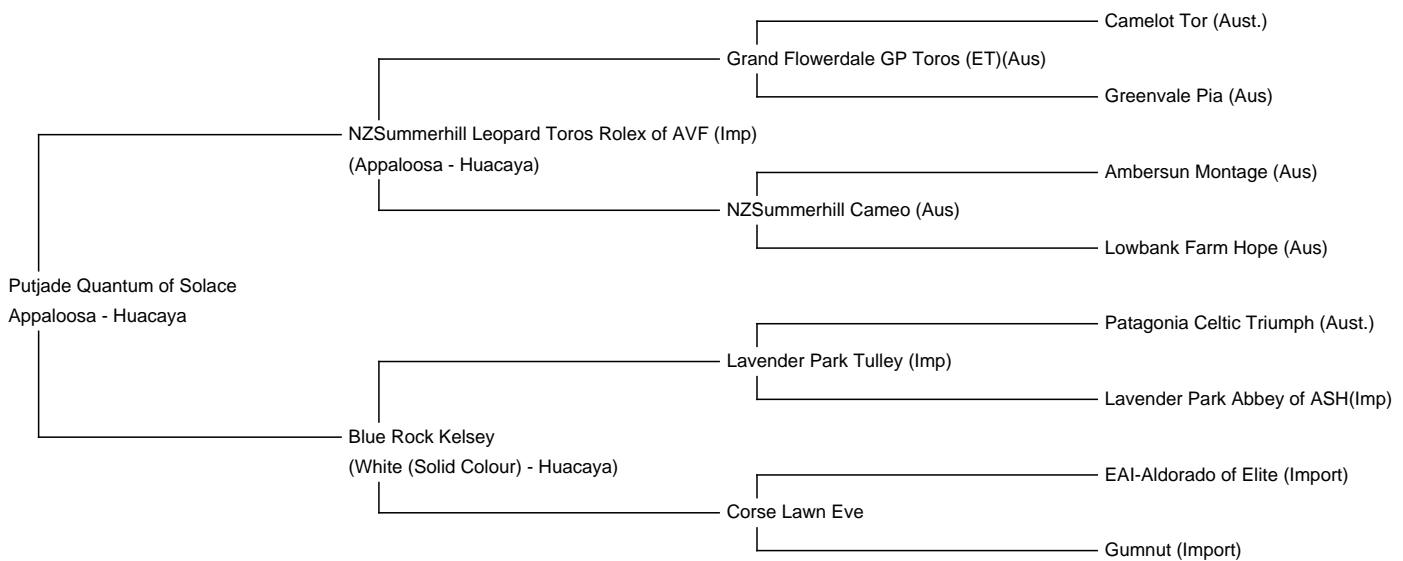 Camelot Tor (Aust.)
Grand Flowerdale GP Toros (ET)(Aus)
Greenvale Pia (Aus)
NZSummerhill Leopard Toros Rolex of AVF (Imp)
(Appaloosa - Huacaya)
Ambersun Montage (Aus)
NZSummerhill Cameo (Aus)
Lowbank Farm Hope (Aus)
Putjade Quantum of Solace
Appaloosa - Huacaya
Patagonia Celtic Triumph (Aust.)
Lavender Park Tulley (Imp)
Lavender Park Abbey of ASH(Imp)
Blue Rock Kelsey
(White (Solid Colour) - Huacaya)
EAI-Aldorado of Elite (Import)
Corse Lawn Eve
Gumnut (Import)